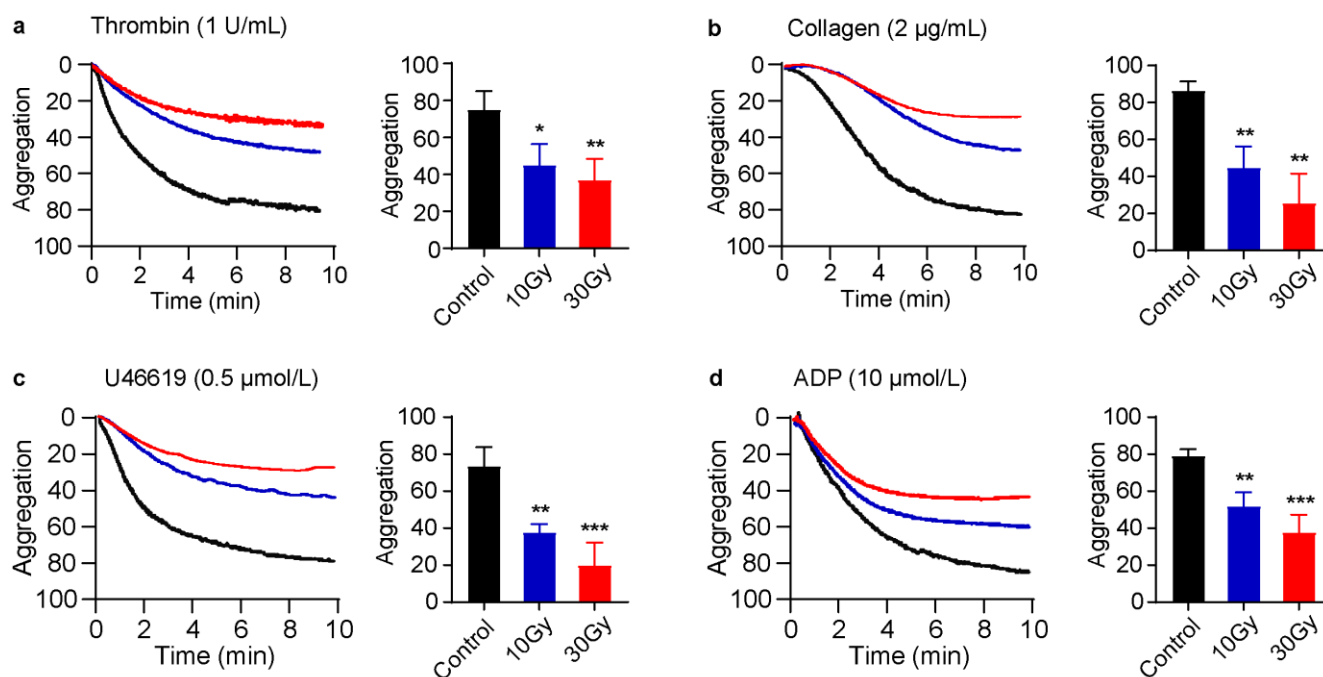 a Thrombin (1 U/mL)
Aggregation
0
20
40
60
80
100
0 2 4 6 8 10
Time (min)
Aggregation
100
80
60
40
20
0
* **
Control 10Gy 30Gy
b Collagen (2 μg/mL)
Aggregation
0
20
40
60
80
100
0 2 4 6 8 10
Time (min)
Aggregation
100
80
60
40
20
0
** **
Control 10Gy 30Gy
c U46619 (0.5 μmol/L)
Aggregation
0
20
40
60
80
100
0 2 4 6 8 10
Time (min)
Aggregation
100
80
60
40
20
0
** ***
Control 10Gy 30Gy
d ADP (10 μmol/L)
Aggregation
0
20
40
60
80
100
0 2 4 6 8 10
Time (min)
Aggregation
100
80
60
40
20
0
** ***
Control 10Gy 30Gy